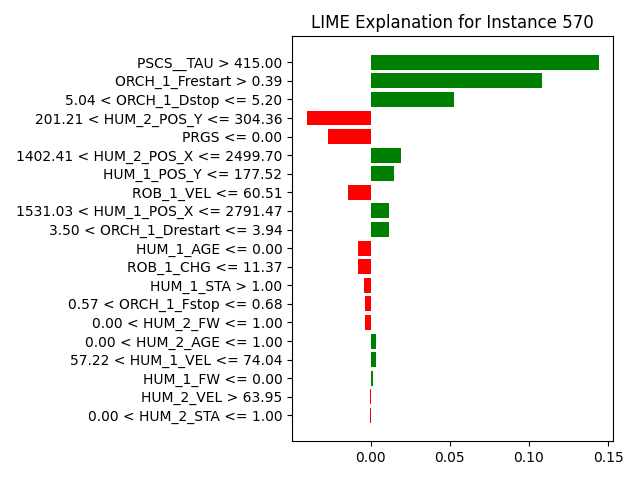 LIME Explanation for Instance 570
PSCS__TAU > 415.00
ORCH_1_Frestart > 0.39
5.04 < ORCH_1_Dstop <= 5.20
201.21 < HUM_2_POS_Y <= 304.36
PRGS <= 0.00
1402.41 < HUM_2_POS_X <= 2499.70
HUM_1_POS_Y <= 177.52
ROB_1_VEL <= 60.51
1531.03 < HUM_1_POS_X <= 2791.47
3.50 < ORCH_1_Drestart <= 3.94
HUM_1_AGE <= 0.00
ROB_1_CHG <= 11.37
HUM_1_STA > 1.00
0.57 < ORCH_1_Fstop <= 0.68
0.00 < HUM_2_FW <= 1.00
0.00 < HUM_2_AGE <= 1.00
57.22 < HUM_1_VEL <= 74.04
HUM_1_FW <= 0.00
HUM_2_VEL > 63.95
0.00 < HUM_2_STA <= 1.00
0.00 0.05 0.10 0.15